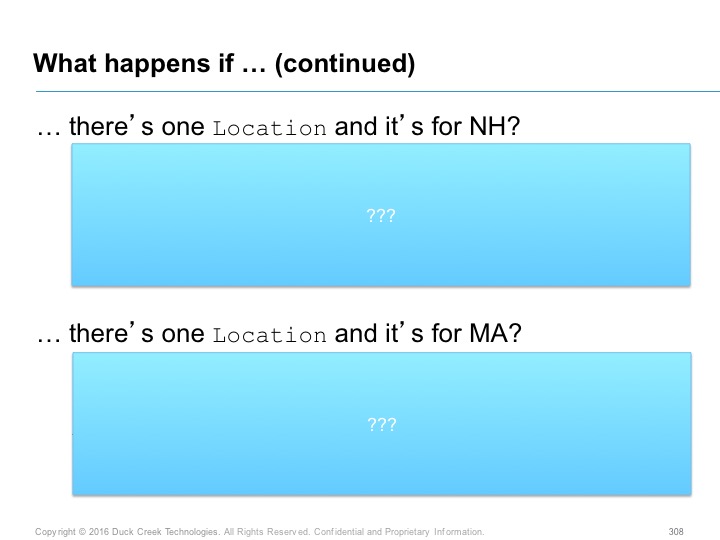 What happens if … (continued)
… there’s one Location and it’s for NH?
???
… there’s one Location and it’s for MA?
???
Copyright © 2016 Duck Creek Technologies. All Rights Reserved. Confidential and Proprietary Information.
308